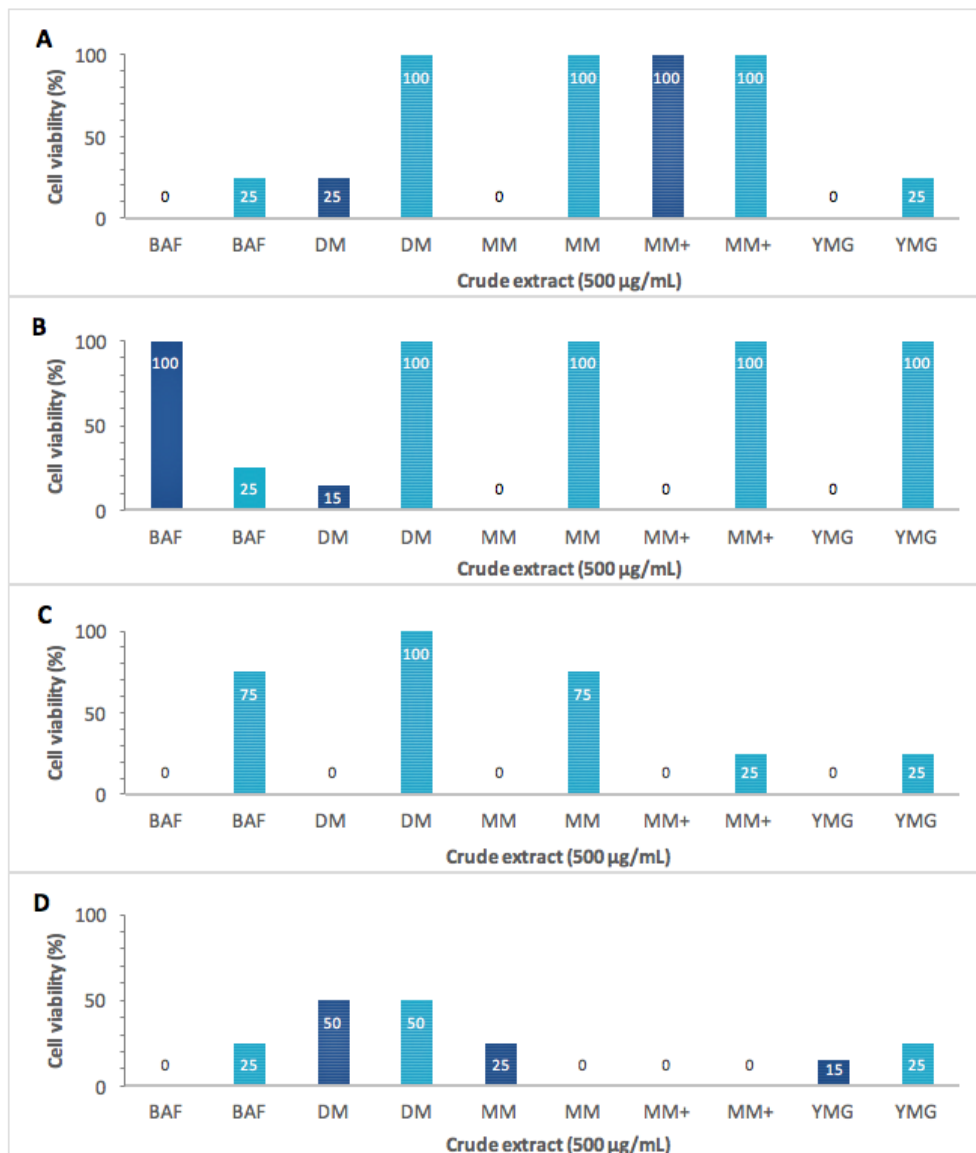 A
Cell viability (%)
100
50
0
0 25 25 100 0 100 100 100 0 25
BAF BAF DM DM MM MM MM+ MM+ YMG YMG
Crude extract (500 µg/mL)
B
Cell viability (%)
100
50
0
100 25 15 100 0 100 0 100 0 100
BAF BAF DM DM MM MM MM+ MM+ YMG YMG
Crude extract (500 µg/mL)
C
Cell viability (%)
100
50
0
0 75 0 100 0 75 0 25 0 25
BAF BAF DM DM MM MM MM+ MM+ YMG YMG
Crude extract (500 µg/mL)
D
Cell viability (%)
100
50
0
0 25 50 50 25 0 0 0 15 25
BAF BAF DM DM MM MM MM+ MM+ YMG YMG
Crude extract (500 µg/mL)